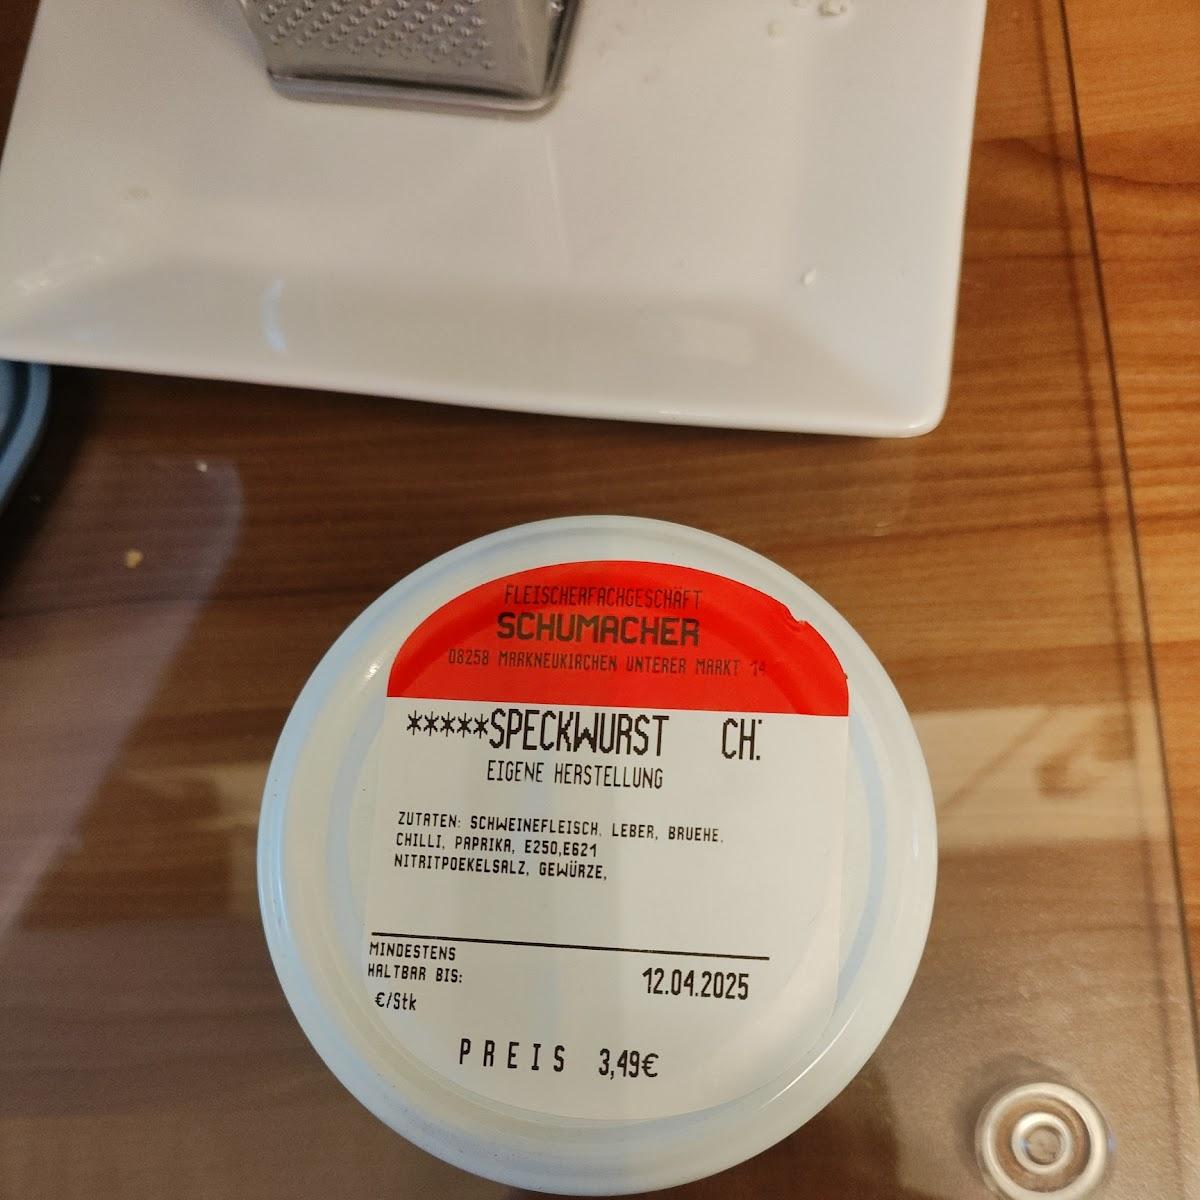 FLEISCHERFACHGESCHÄFT
SCHUMACHER
08258 MARKNEUKIRCHEN UNTERER MARKT 14
*****SPECKWURST CH.
EIGENE HERSTELLUNG
ZUTATEN: SCHWEINEFLEISCH, LEBER, BRUEHE,
CHILLI, PAPRIKA, E250,E621
NITRITPOEKELSALZ, GEWÜRZE,
MINDESTENS
HALTBAR BIS: 12.04.2025
€/Stk
PREIS 3,49€